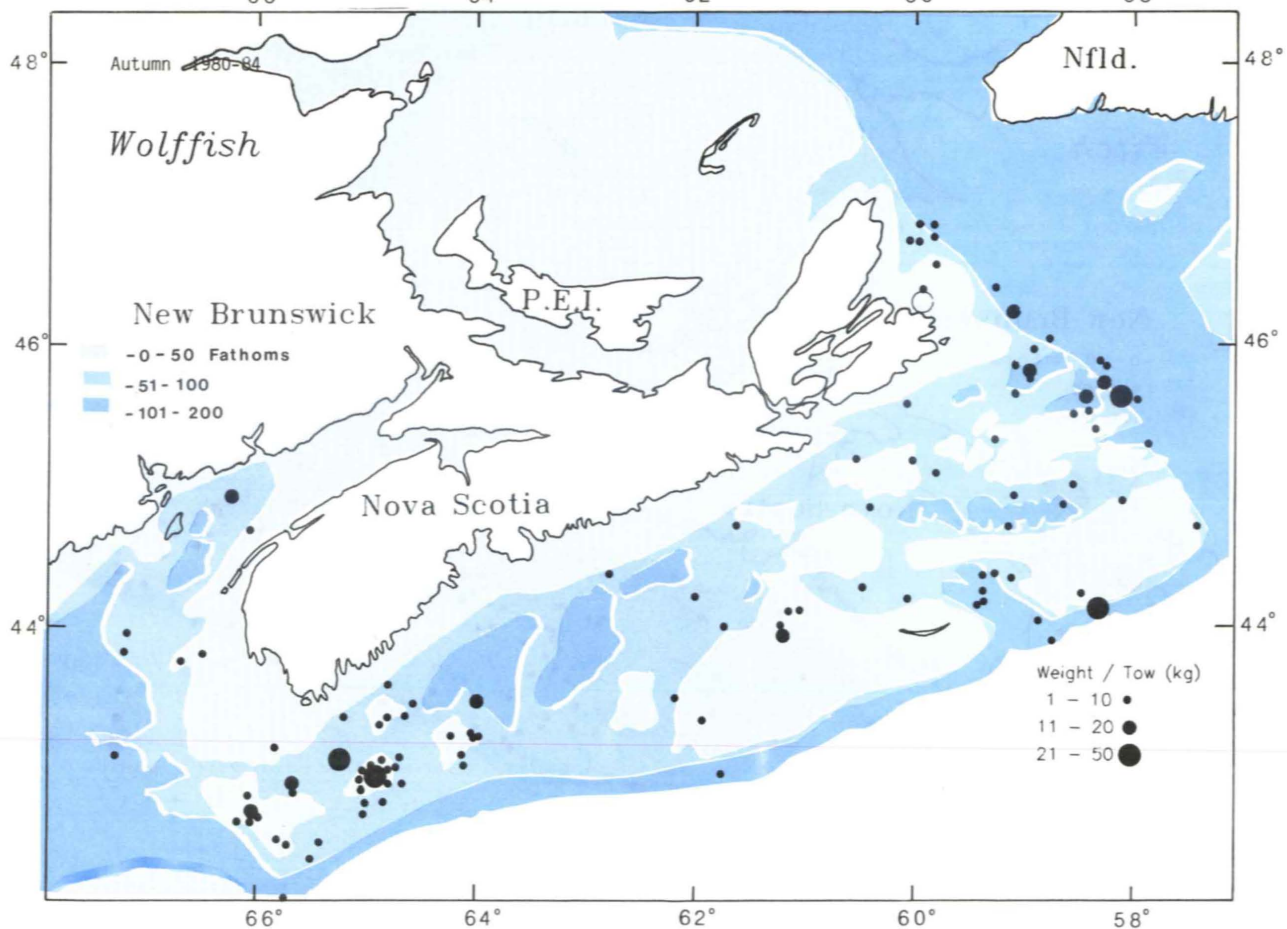 48° Autumn 1980-84 Nfld. 48°
Wolffish
P.E.I.
New Brunswick
46° 46°
-0-50 Fathoms
-51-100
-101-200
Nova Scotia
44° 44°
Weight / Tow (kg)
1 - 10
11 - 20
21 - 50
66° 64° 62° 60° 58°